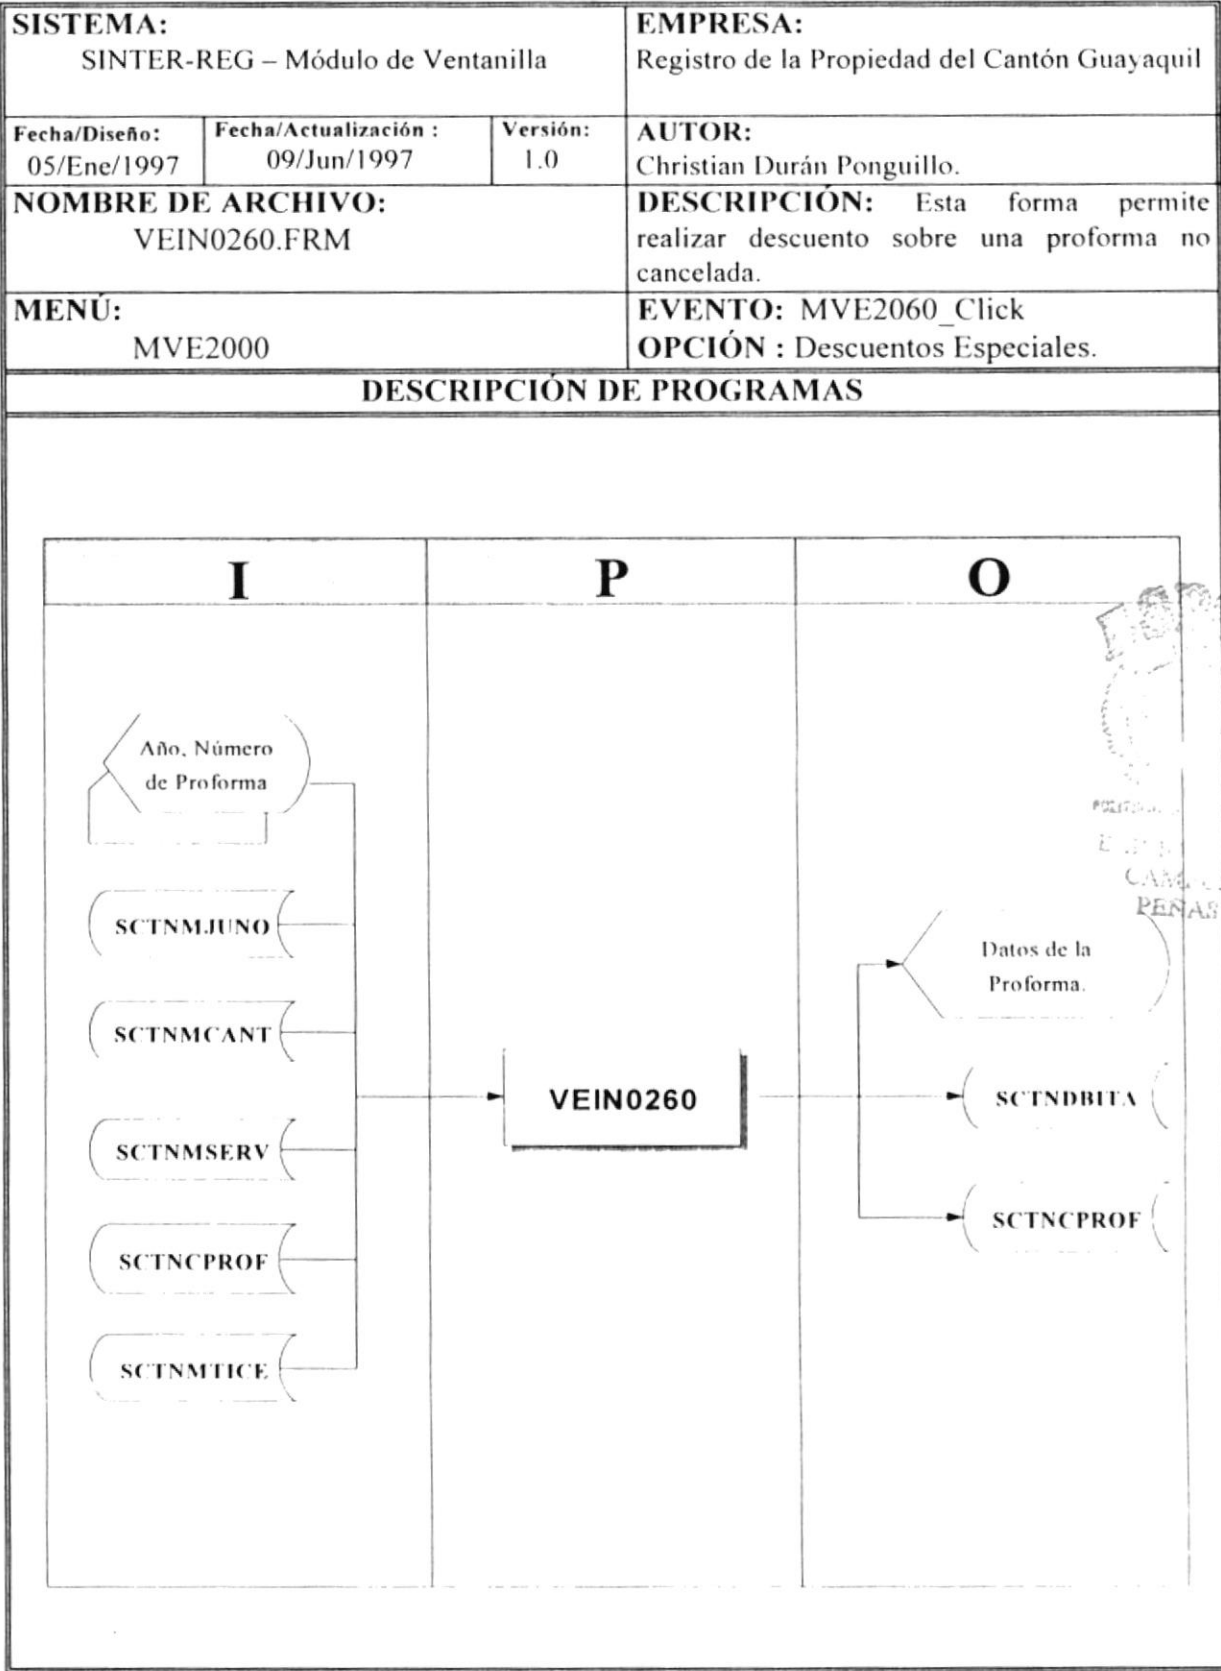 SISTEMA:
SINTER-REG – Módulo de Ventanilla
EMPRESA:
Registro de la Propiedad del Cantón Guayaquil
Fecha/Diseño:
05/Ene/1997
Fecha/Actualización :
09/Jun/1997
Versión:
1.0
AUTOR:
Christian Durán Ponguillo.
NOMBRE DE ARCHIVO:
VEIN0260.FRM
DESCRIPCIÓN: Esta forma permite
realizar descuento sobre una proforma no
cancelada.
MENÚ:
MVE2000
EVENTO: MVE2060_Click
OPCIÓN : Descuentos Especiales.
DESCRIPCIÓN DE PROGRAMAS
I
P
O
Año, Número
de Proforma
SCTNMJUNO
SCTNMCANT
SCTNMSERV
SCTNCPROF
SCTNMTICE
VEIN0260
Datos de la
Proforma.
SCTNDBITA
SCTNCPROF
PEÑAS